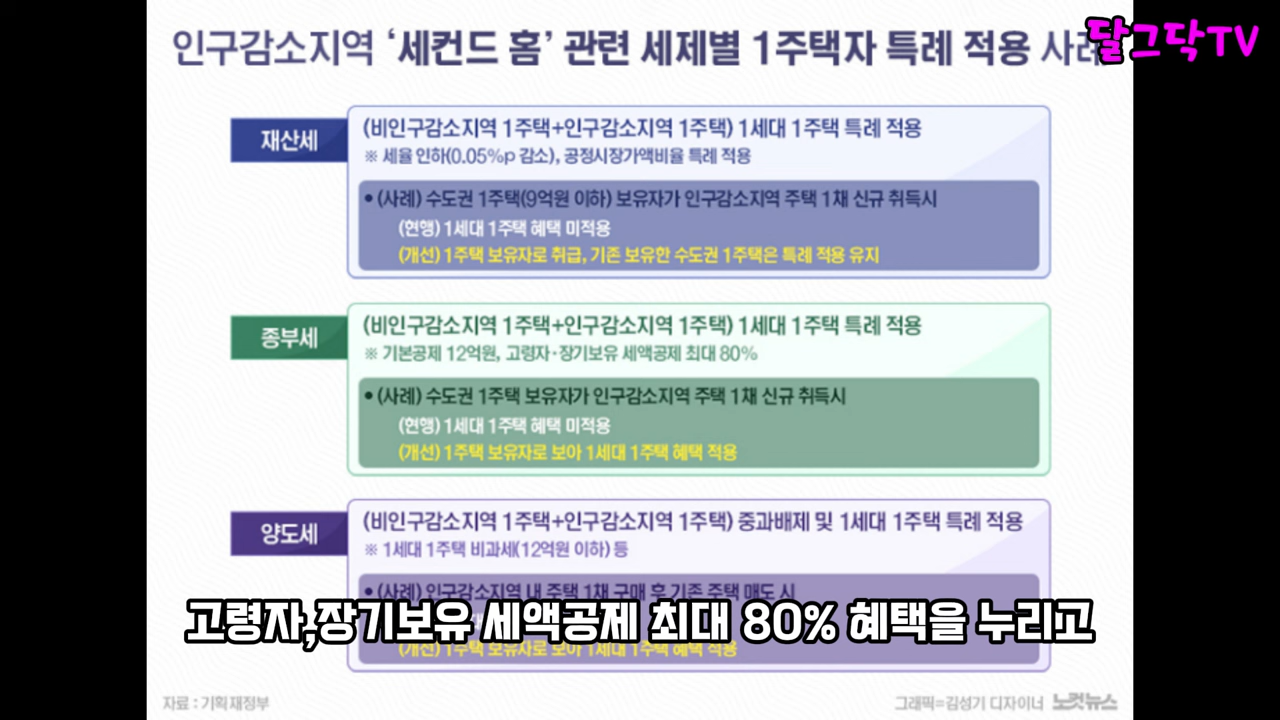 인구감소지역 '세컨드 홈' 관련 세제별 1주택자 특례 적용 사례
달그닥TV
재산세
(비인구감소지역 1주택+인구감소지역 1주택) 1세대 1주택 특례 적용
※ 세율 인하(0.05%p 감소), 공정시장가액비율 특례 적용
• (사례) 수도권 1주택(9억원 이하) 보유자가 인구감소지역 주택 1채 신규 취득시
(현행) 1세대 1주택 혜택 미적용
(개선) 1주택 보유자로 취급, 기존 보유한 수도권 1주택은 특례 적용 유지
종부세
(비인구감소지역 1주택+인구감소지역 1주택) 1세대 1주택 특례 적용
※ 기본공제 12억원, 고령자·장기보유 세액공제 최대 80%
• (사례) 수도권 1주택 보유자가 인구감소지역 주택 1채 신규 취득시
(현행) 1세대 1주택 혜택 미적용
(개선) 1주택 보유자로 보아 1세대 1주택 혜택 적용
양도세
(비인구감소지역 1주택+인구감소지역 1주택) 중과배제 및 1세대 1주택 특례 적용
※ 1세대 1주택 비과세(12억원 이하) 등
• (사례) 인구감소지역 내 주택 1채 구매 후 기존 주택 매도 시
고령자,장기보유 세액공제 최대 80% 혜택을 누리고
(개선) 1주택 보유자로 보아 1세대 1주택 혜택 적용
자료 : 기획재정부
그래픽=김성기 디자이너 노컷뉴스